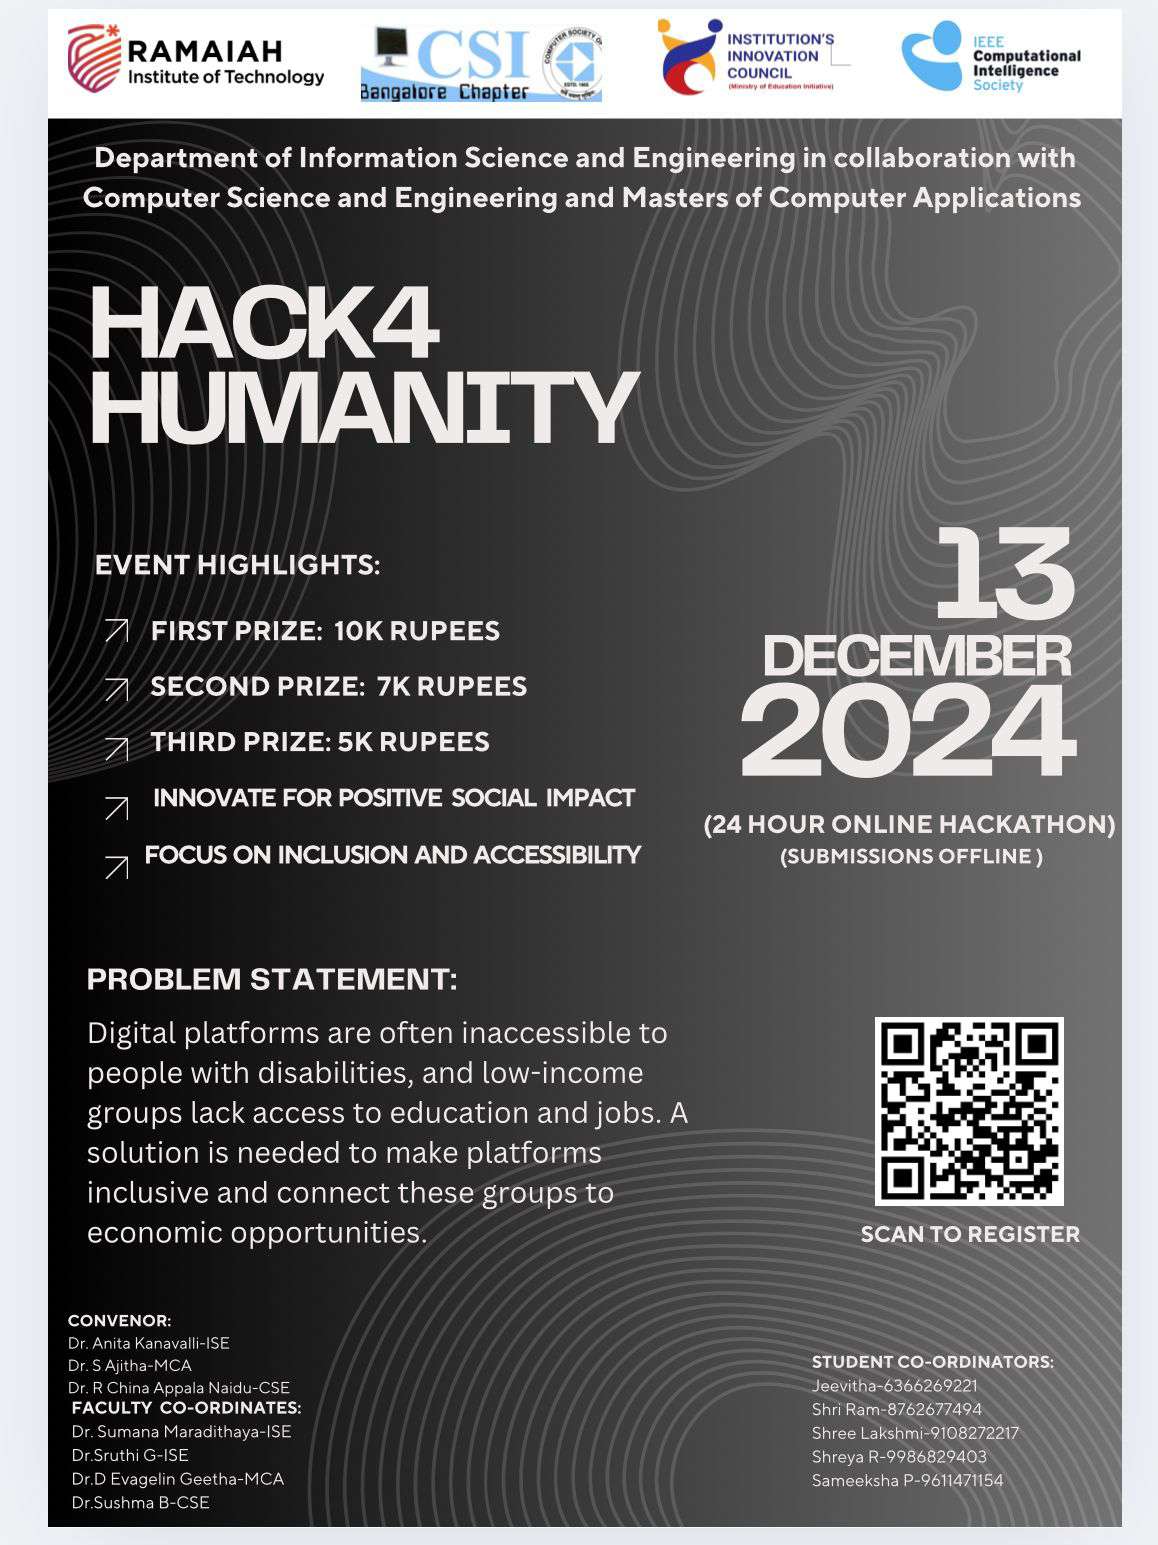 RAMAIAH
Institute of Technology
CSI
Bangalore Chapter
COMPUTER SOCIETY OF
INSTITUTION'S
INNOVATION
COUNCIL
(Ministry of Education Initiative)
IEEE
Computational
Intelligence
Society
Department of Information Science and Engineering in collaboration with
Computer Science and Engineering and Masters of Computer Applications
HACK4
HUMANITY
EVENT HIGHLIGHTS:
FIRST PRIZE: 10K RUPEES
SECOND PRIZE: 7K RUPEES
THIRD PRIZE: 5K RUPEES
INNOVATE FOR POSITIVE SOCIAL IMPACT
FOCUS ON INCLUSION AND ACCESSIBILITY
13
DECEMBER
2024
(24 HOUR ONLINE HACKATHON)
(SUBMISSIONS OFFLINE )
PROBLEM STATEMENT:
Digital platforms are often inaccessible to
people with disabilities, and low-income
groups lack access to education and jobs. A
solution is needed to make platforms
inclusive and connect these groups to
economic opportunities.
SCAN TO REGISTER
CONVENOR:
Dr. Anita Kanavalli-ISE
Dr. S Ajitha-MCA
Dr. R China Appala Naidu-CSE
FACULTY CO-ORDINATES:
Dr. Sumana Maradithaya-ISE
Dr.Sruthi G-ISE
Dr.D Evagelin Geetha-MCA
Dr.Sushma B-CSE
STUDENT CO-ORDINATORS:
Jeevitha-6366269221
Shri Ram-8762677494
Shree Lakshmi-9108272217
Shreya R-9986829403
Sameeksha P-9611471154